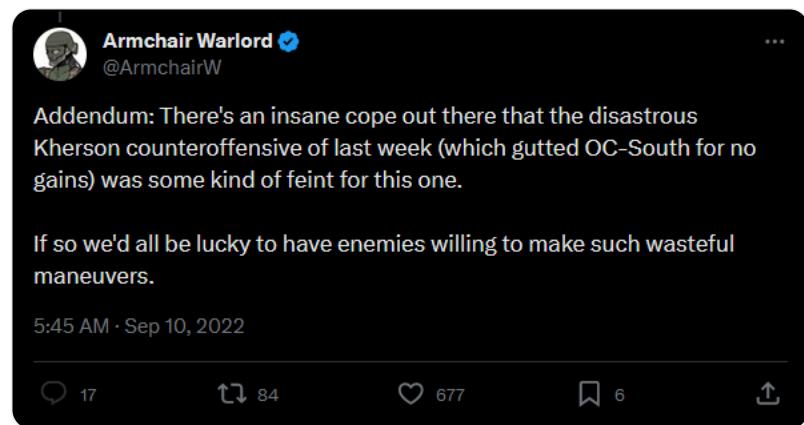 Armchair Warlord
@ArmchairW
Addendum: There's an insane cope out there that the disastrous
Kherson counteroffensive of last week (which gutted OC-South for no
gains) was some kind of feint for this one.
If so we'd all be lucky to have enemies willing to make such wasteful
maneuvers.
5:45 AM · Sep 10, 2022
17 84 677 6